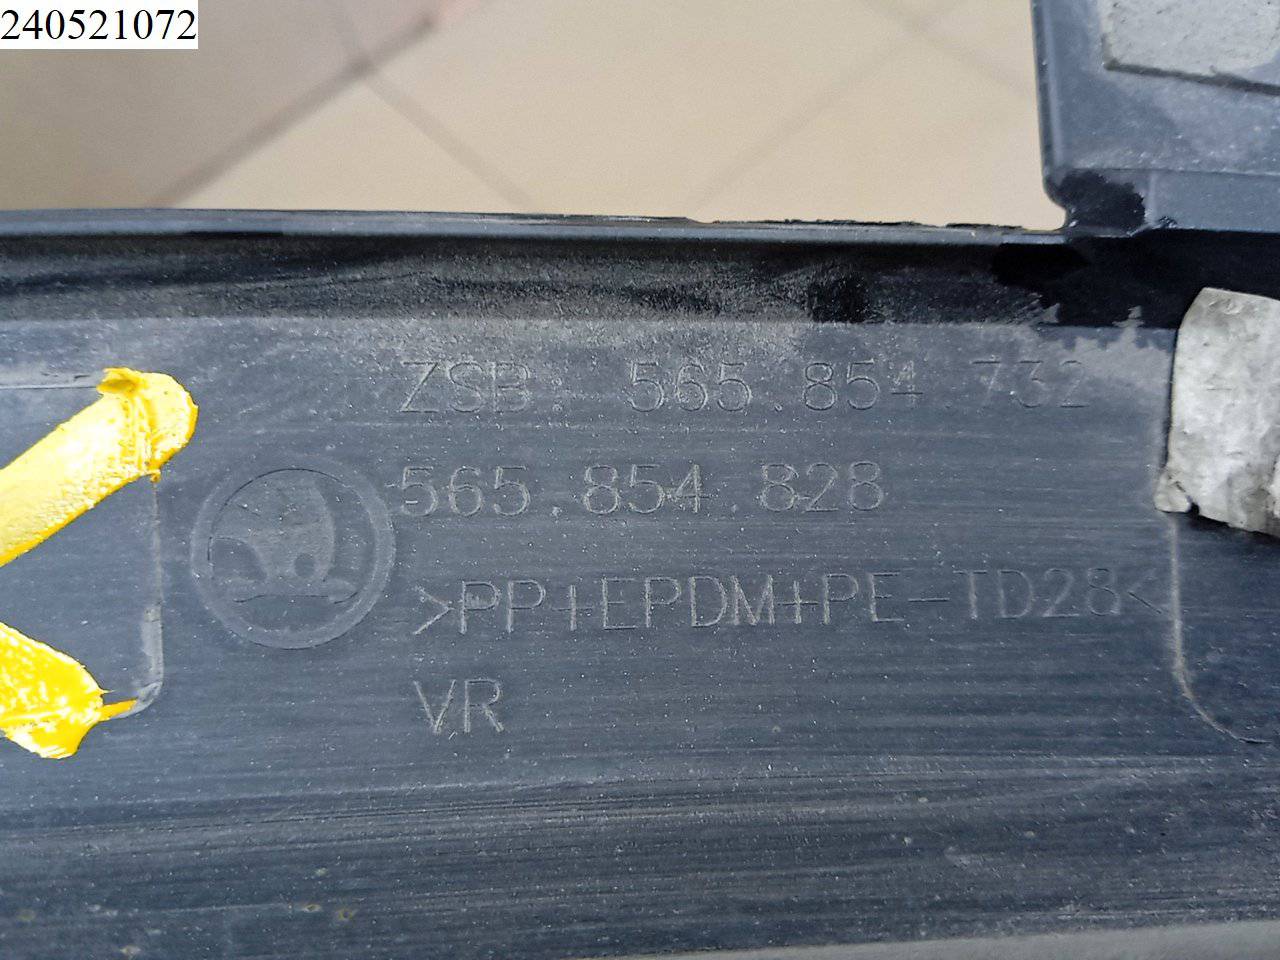 240521072
ZSB. 565.854.732
565.854.828
>PP+EPDM+PE-TD28<
VR